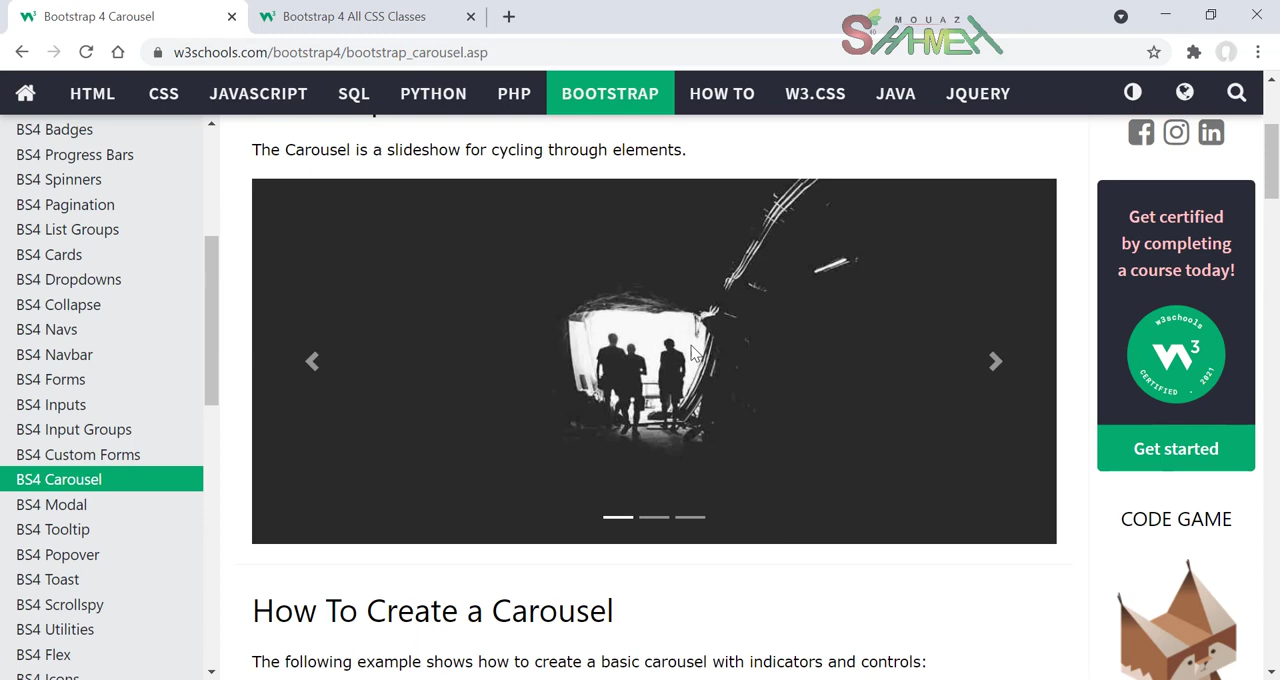 Bootstrap 4 Carousel
Bootstrap 4 All CSS Classes
MOUAZ
w3schools.com/bootstrap4/bootstrap_carousel.asp
HTML CSS JAVASCRIPT SQL PYTHON PHP BOOTSTRAP HOW TO W3.CSS JAVA JQUERY
BS4 Badges
BS4 Progress Bars
BS4 Spinners
BS4 Pagination
BS4 List Groups
BS4 Cards
BS4 Dropdowns
BS4 Collapse
BS4 Navs
BS4 Navbar
BS4 Forms
BS4 Inputs
BS4 Input Groups
BS4 Custom Forms
BS4 Carousel
BS4 Modal
BS4 Tooltip
BS4 Popover
BS4 Toast
BS4 Scrollspy
BS4 Utilities
BS4 Flex
BS4 Icons
The Carousel is a slideshow for cycling through elements.
How To Create a Carousel
The following example shows how to create a basic carousel with indicators and controls:
Get certified
by completing
a course today!
w3schools
W3
CERTIFIED . 2021
Get started
CODE GAME